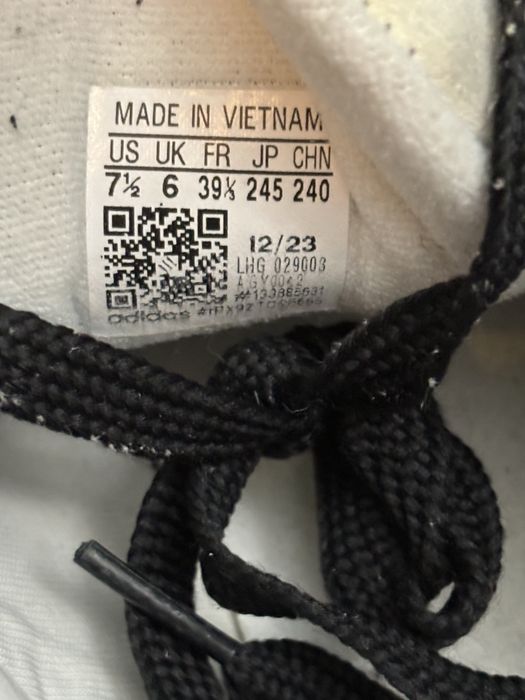 MADE IN VIETNAM
US UK FR JP CHN
7½ 6 39⅓ 245 240
12/23
LHG 029003
adidas